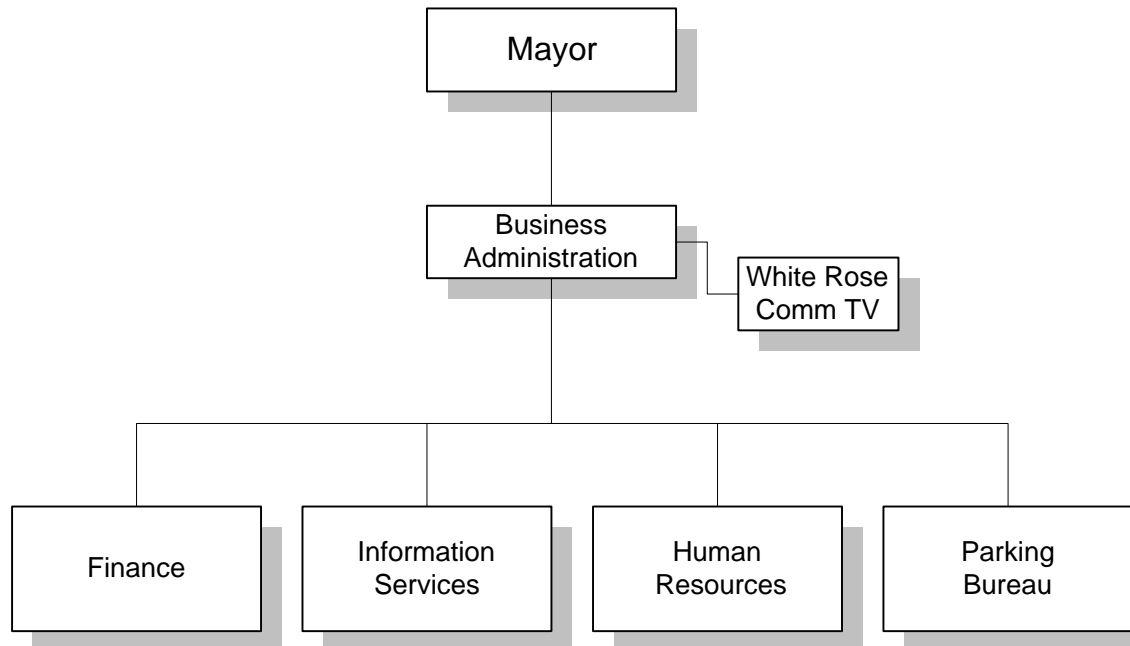 Mayor
Business
Administration
White Rose
Comm TV
Finance
Information
Services
Human
Resources
Parking
Bureau